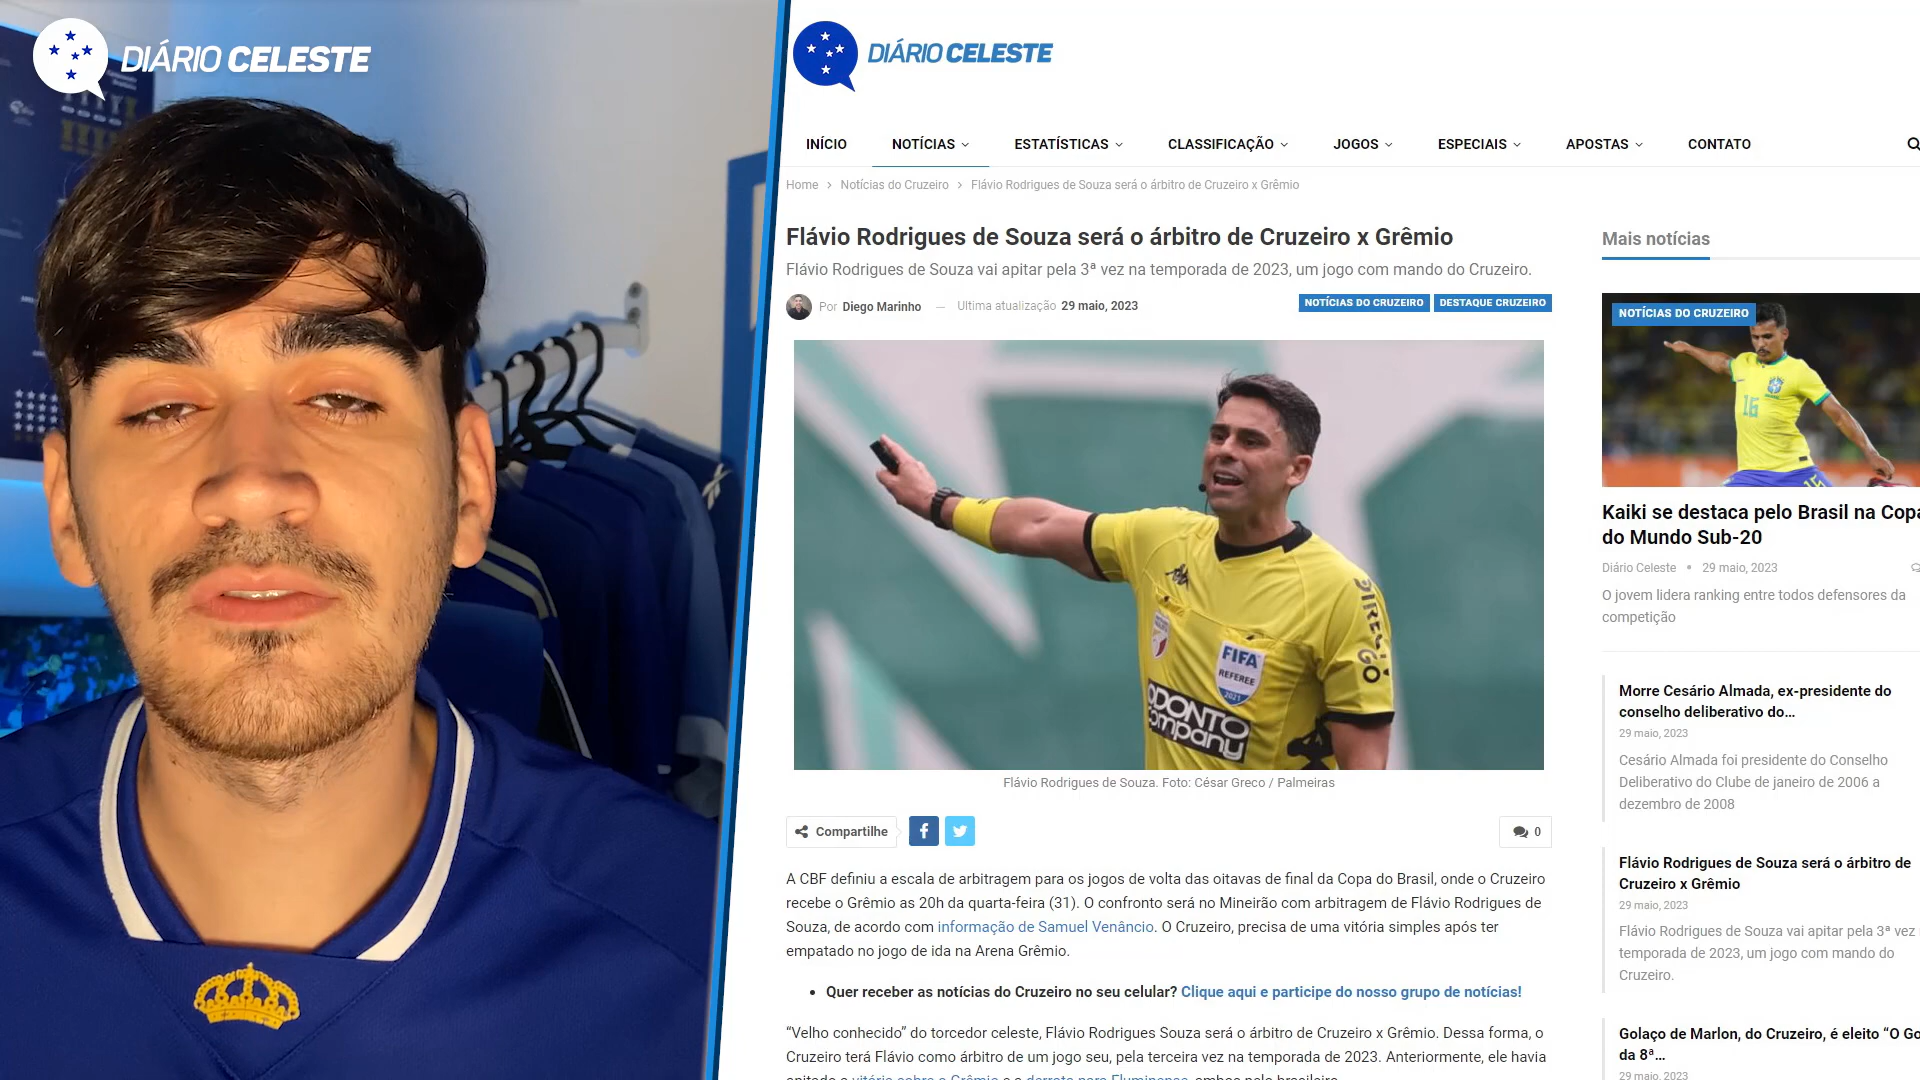 DIÁRIO CELESTE
DIÁRIO CELESTE
INÍCIO
NOTÍCIAS
ESTATÍSTICAS
CLASSIFICAÇÃO
JOGOS
ESPECIAIS
APOSTAS
CONTATO
Home > Notícias do Cruzeiro > Flávio Rodrigues de Souza será o árbitro de Cruzeiro x Grêmio
Flávio Rodrigues de Souza será o árbitro de Cruzeiro x Grêmio
Flávio Rodrigues de Souza vai apitar pela 3ª vez na temporada de 2023, um jogo com mando do Cruzeiro.
Por Diego Marinho — Ultima atualização 29 maio, 2023
NOTÍCIAS DO CRUZEIRO
DESTAQUE CRUZEIRO
FIFA
REFEREE
2021
ODONTO
company
Flávio Rodrigues de Souza. Foto: César Greco / Palmeiras
Compartilhe
0
A CBF definiu a escala de arbitragem para os jogos de volta das oitavas de final da Copa do Brasil, onde o Cruzeiro
recebe o Grêmio as 20h da quarta-feira (31). O confronto será no Mineirão com arbitragem de Flávio Rodrigues de
Souza, de acordo com informação de Samuel Venâncio. O Cruzeiro, precisa de uma vitória simples após ter
empatado no jogo de ida na Arena Grêmio.
• Quer receber as notícias do Cruzeiro no seu celular? Clique aqui e participe do nosso grupo de notícias!
“Velho conhecido” do torcedor celeste, Flávio Rodrigues Souza será o árbitro de Cruzeiro x Grêmio. Dessa forma, o
Cruzeiro terá Flávio como árbitro de um jogo seu, pela terceira vez na temporada de 2023. Anteriormente, ele havia
apitado a vitória sobre o Grêmio e a derrota para Fluminense, ambos pelo brasileiro.
Mais notícias
NOTÍCIAS DO CRUZEIRO
16
15
Kaiki se destaca pelo Brasil na Copa
do Mundo Sub-20
Diário Celeste • 29 maio, 2023
O jovem lidera ranking entre todos defensores da
competição
Morre Cesário Almada, ex-presidente do
conselho deliberativo do...
29 maio, 2023
Cesário Almada foi presidente do Conselho
Deliberativo do Clube de janeiro de 2006 a
dezembro de 2008
Flávio Rodrigues de Souza será o árbitro de
Cruzeiro x Grêmio
29 maio, 2023
Flávio Rodrigues de Souza vai apitar pela 3ª vez
temporada de 2023, um jogo com mando do
Cruzeiro.
Golaço de Marlon, do Cruzeiro, é eleito “O Go
da 8ª...
29 maio, 2023